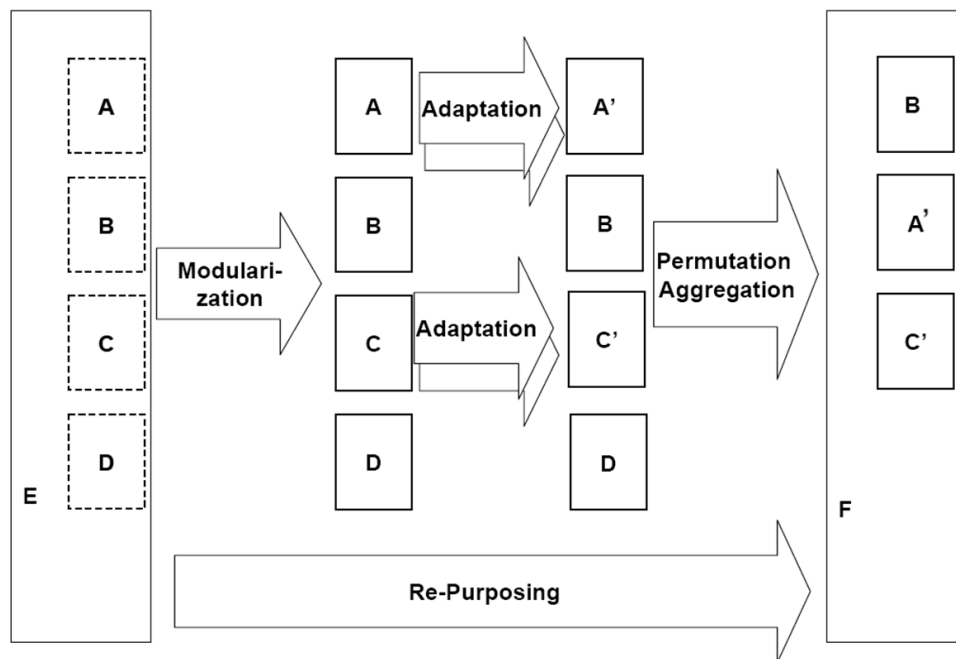 A
A
Adaptation
A’
B
B
Modulari-
zation
B
B
Permutation
Aggregation
A’
C
C
Adaptation
C’
C’
D
D
D
E
F
Re-Purposing